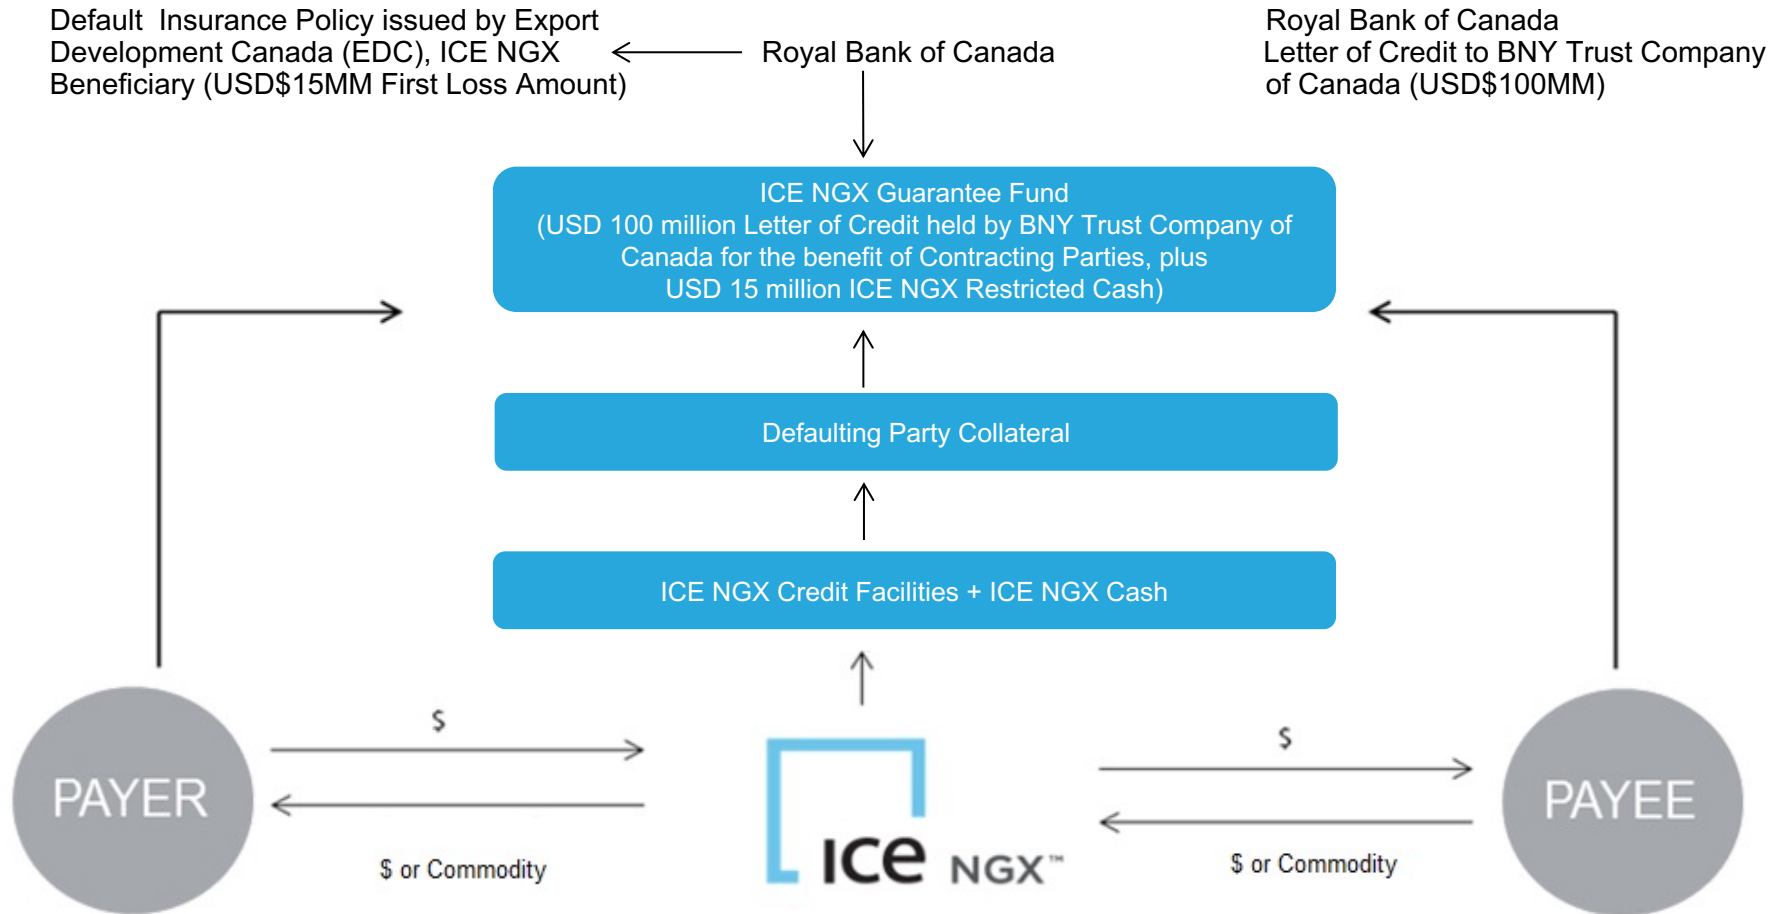 Default  Insurance Policy issued by Export
Development Canada (EDC), ICE NGX
Beneficiary (USD$15MM First Loss Amount)
Royal Bank of Canada
Royal Bank of Canada
Letter of Credit to BNY Trust Company
of Canada (USD$100MM)
ICE NGX Guarantee Fund
(USD 100 million Letter of Credit held by BNY Trust Company of
Canada for the benefit of Contracting Parties, plus
USD 15 million ICE NGX Restricted Cash)
Defaulting Party Collateral
ICE NGX Credit Facilities + ICE NGX Cash
PAYER
$
$ or Commodity
ice NGX™
$
$ or Commodity
PAYEE